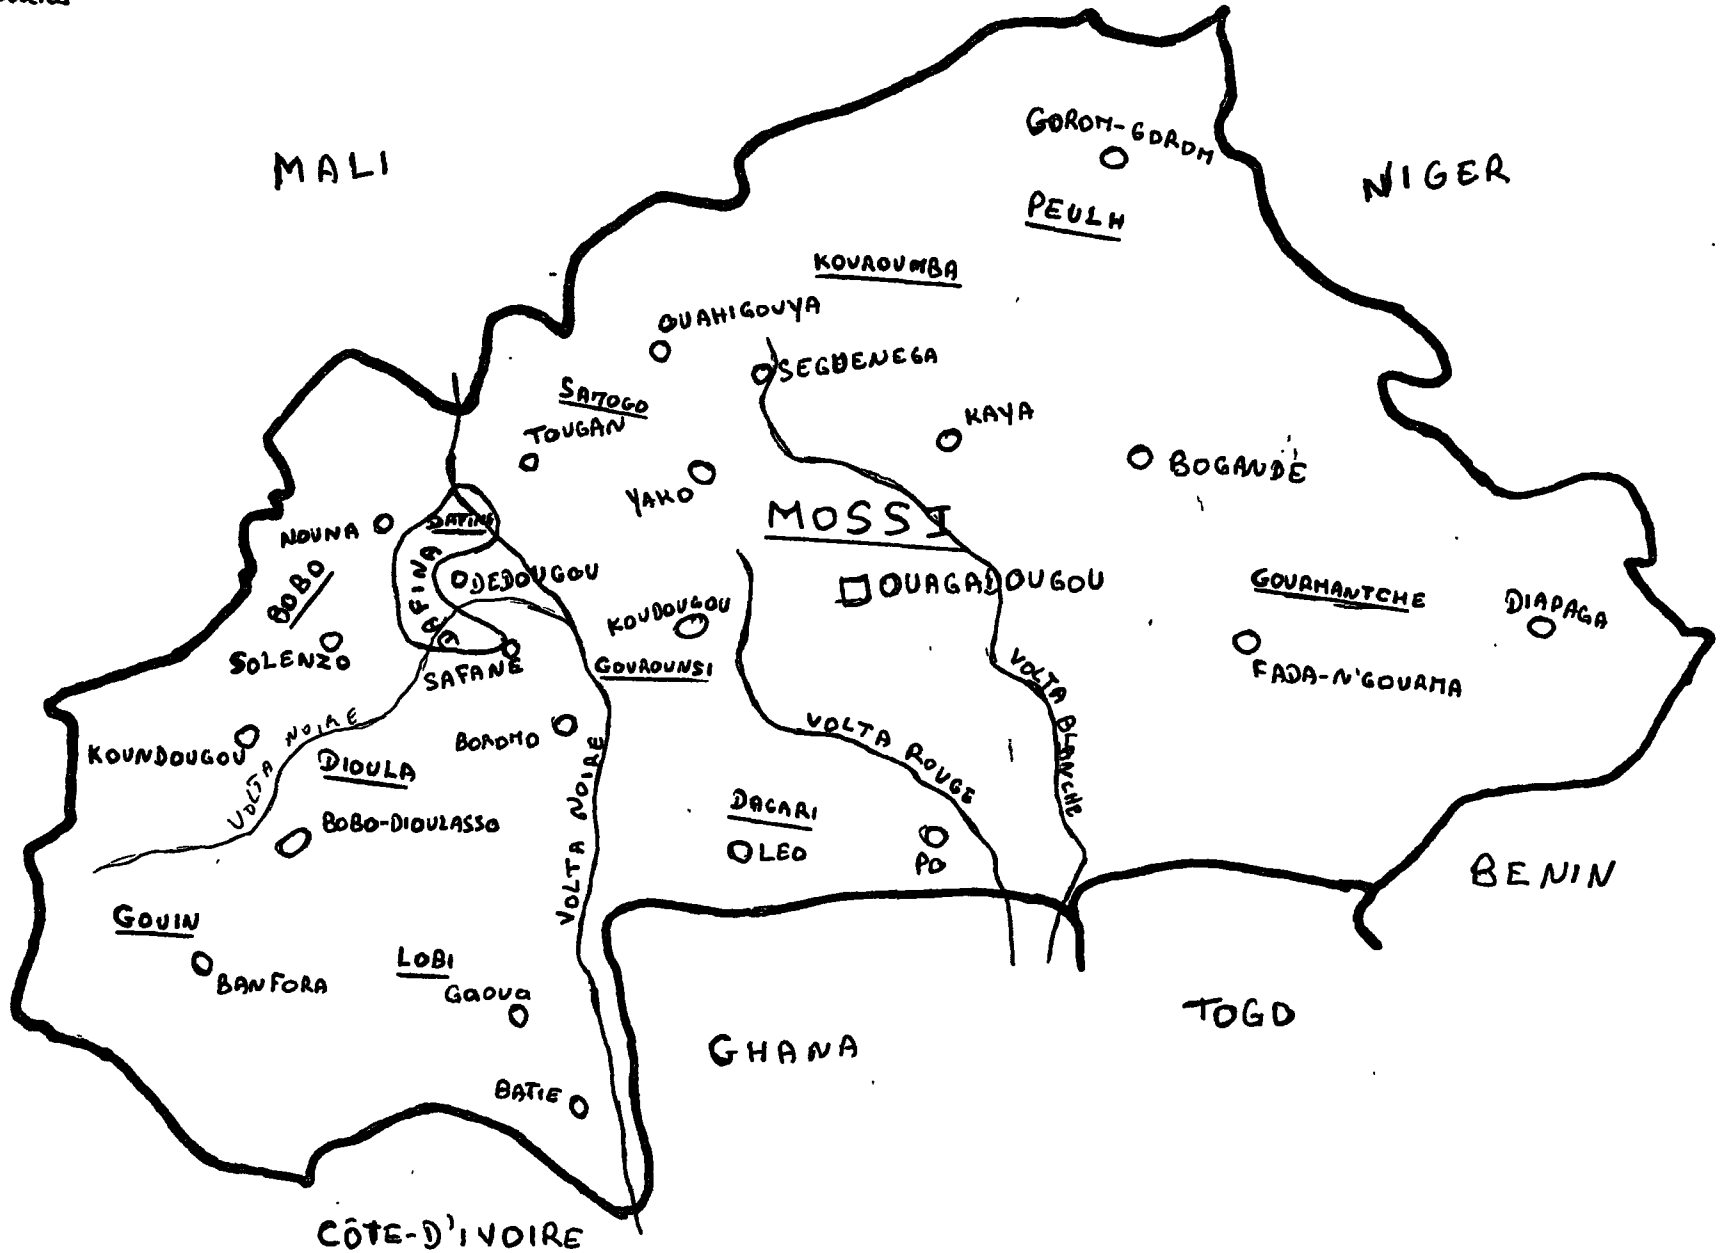 MALI
NIGER
GOROM-GOROM
PEULH
KOUROUMBA
OUAHIGOUYA
SEGUENEGA
SAMOGO
TOUGAN
KAYA
BOGANDÉ
YAKO
MOSSI
NOUNA
BOBO
DEDOUGOU
OUAGADOUGOU
GOURMANTCHE
DIAPAGA
KOUDOUGOU
SOLENZO
SAFANE
GOUROUNSI
FADA-N'GOURMA
VOLTA BLANCHE
KOUNDOUGOU
VOLTA NOIRE
DIOULA
BOROMO
VOLTA NOIRE
VOLTA ROUGE
BOBO-DIOULASSO
DAGARI
LEO
PO
BENIN
GOUIN
BANFORA
LOBI
GAOUA
TOGO
GHANA
BATIE
CÔTE-D'IVOIRE